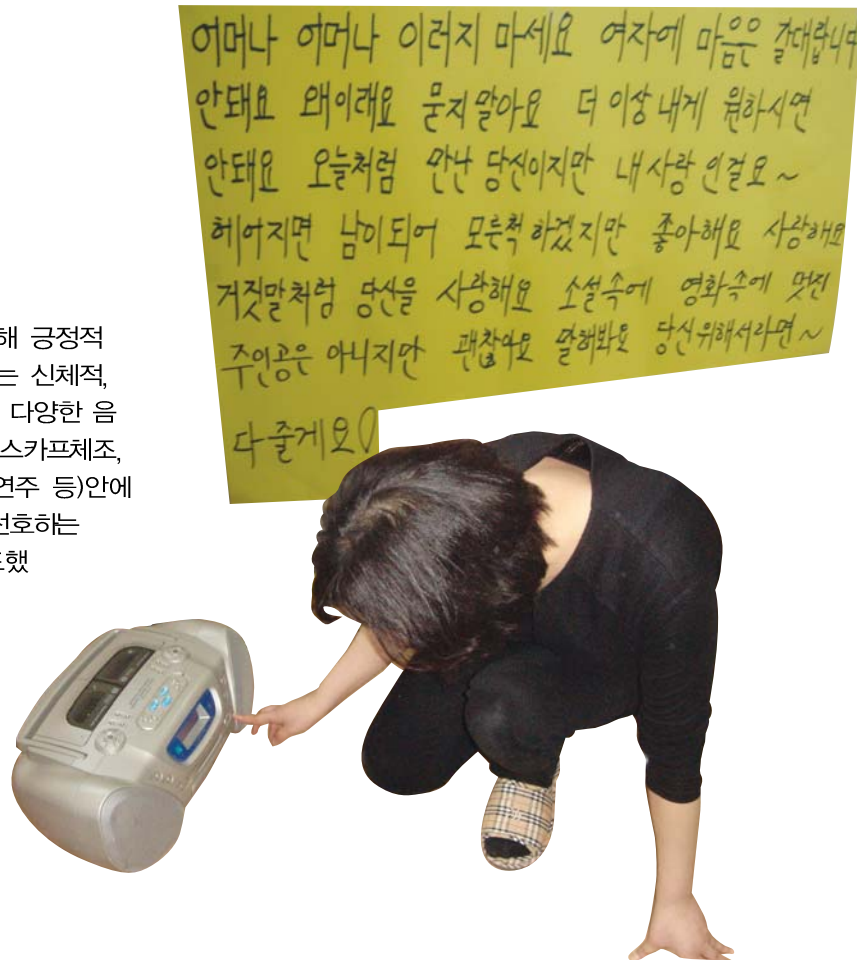 어머나 어머나 이러지 마세요 여자에 마음은 갈대랍니다
안돼요 왜이래요 묻지말아요 더 이상 내게 원하시면
안돼요 오늘처럼 만난 당신이지만 내 사랑 인걸요~
헤어지면 남이되어 모른척 하겠지만 좋아해요 사랑해요
거짓말처럼 당신을 사랑해요 소설속에 영화속에 멋진
주인공은 아니지만 괜찮아요 말해봐요 당신위해서라면~
다 줄게요
해 긍정적
는 신체적,
다양한 음
스카프체조,
연주 등)안에
선호하는